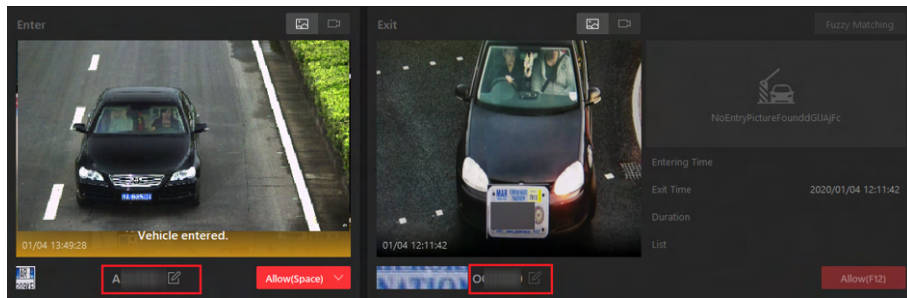 Enter
Vehicle entered.
01/04 13:49:28
A
Allow(Space)
Exit
MAR
01/04 12:11:42
Fuzzy Matching
NoEntryPictureFounddGUAjFc
Entering Time
Exit Time 2020/01/04 12:11:42
Duration
List
Allow(F12)